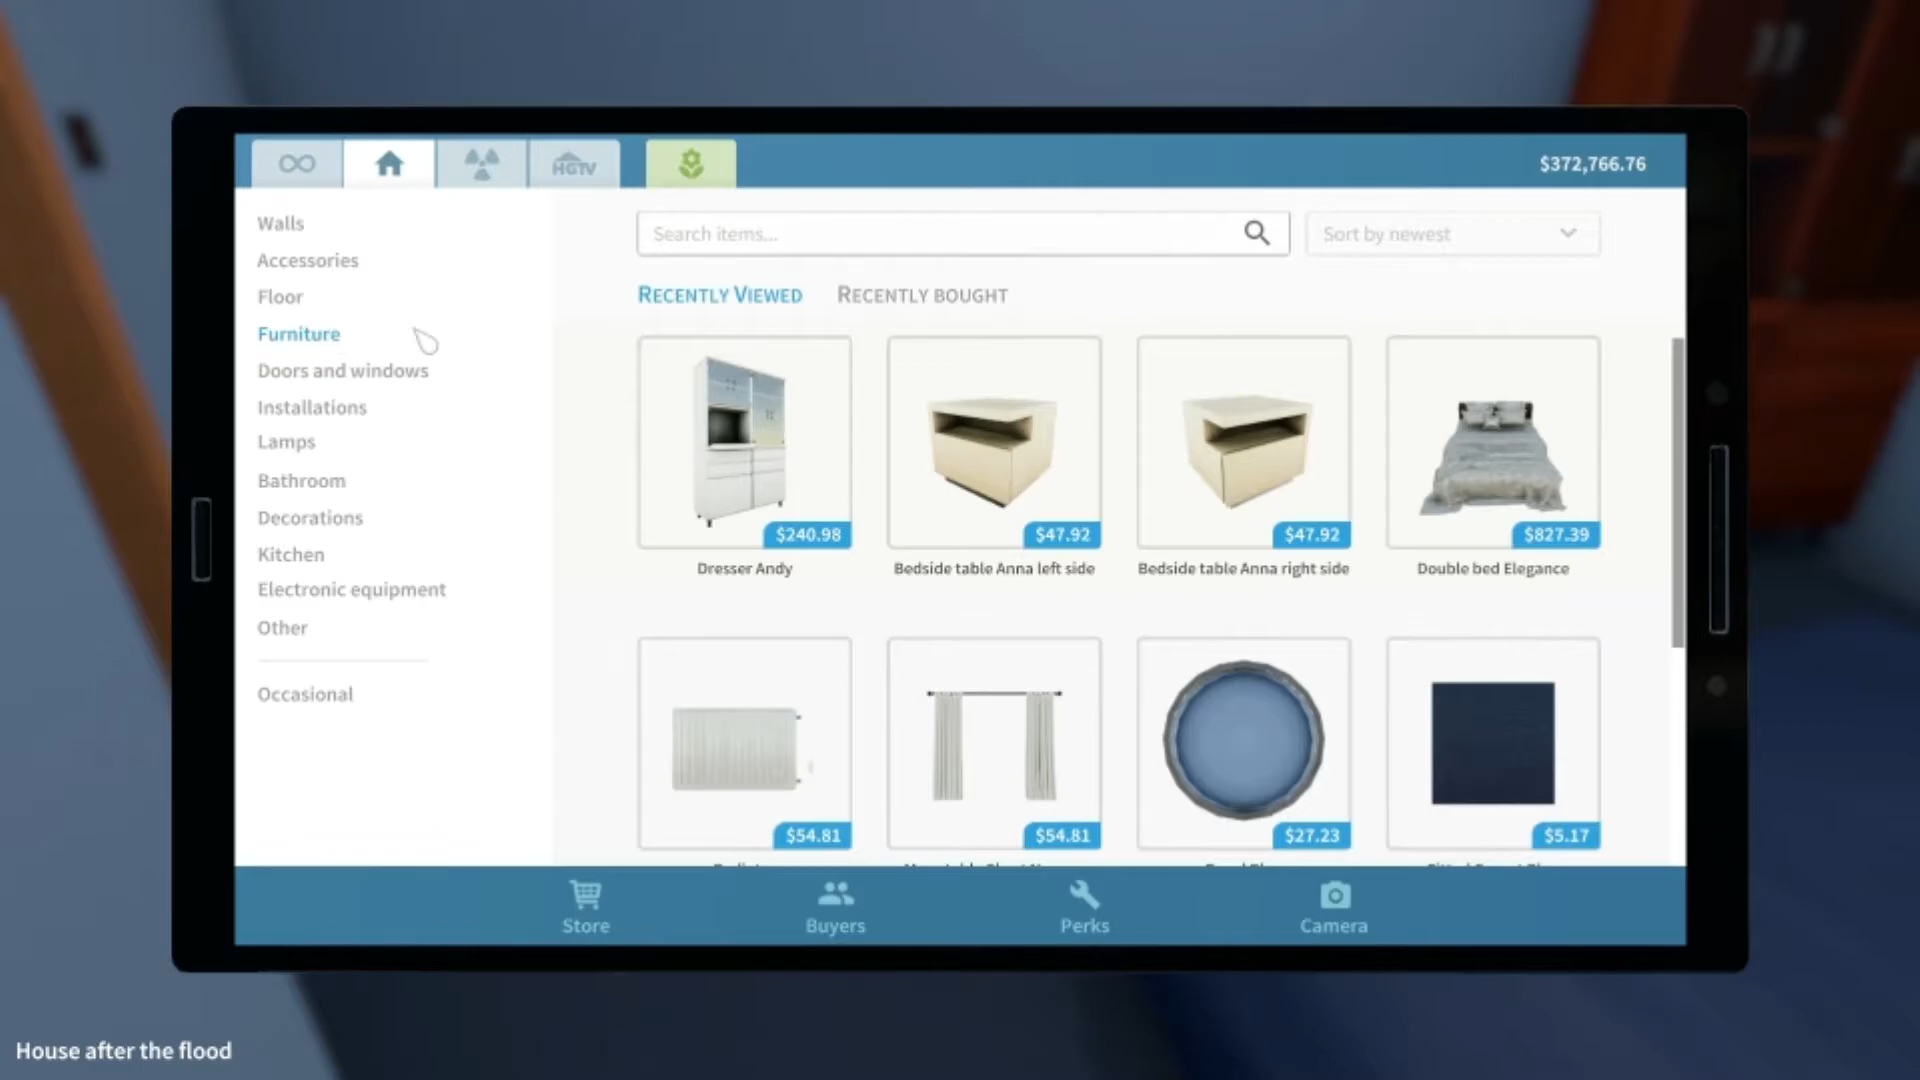 HGTV
$372,766.76
Walls
Accessories
Floor
Furniture
Doors and windows
Installations
Lamps
Bathroom
Decorations
Kitchen
Electronic equipment
Other
Occasional
Search items...
Sort by newest
RECENTLY VIEWED
RECENTLY BOUGHT
$240.98
$47.92
$47.92
$827.39
Dresser Andy
Bedside table Anna left side
Bedside table Anna right side
Double bed Elegance
$54.81
$54.81
$27.23
$5.17
Store
Buyers
Perks
Camera
House after the flood